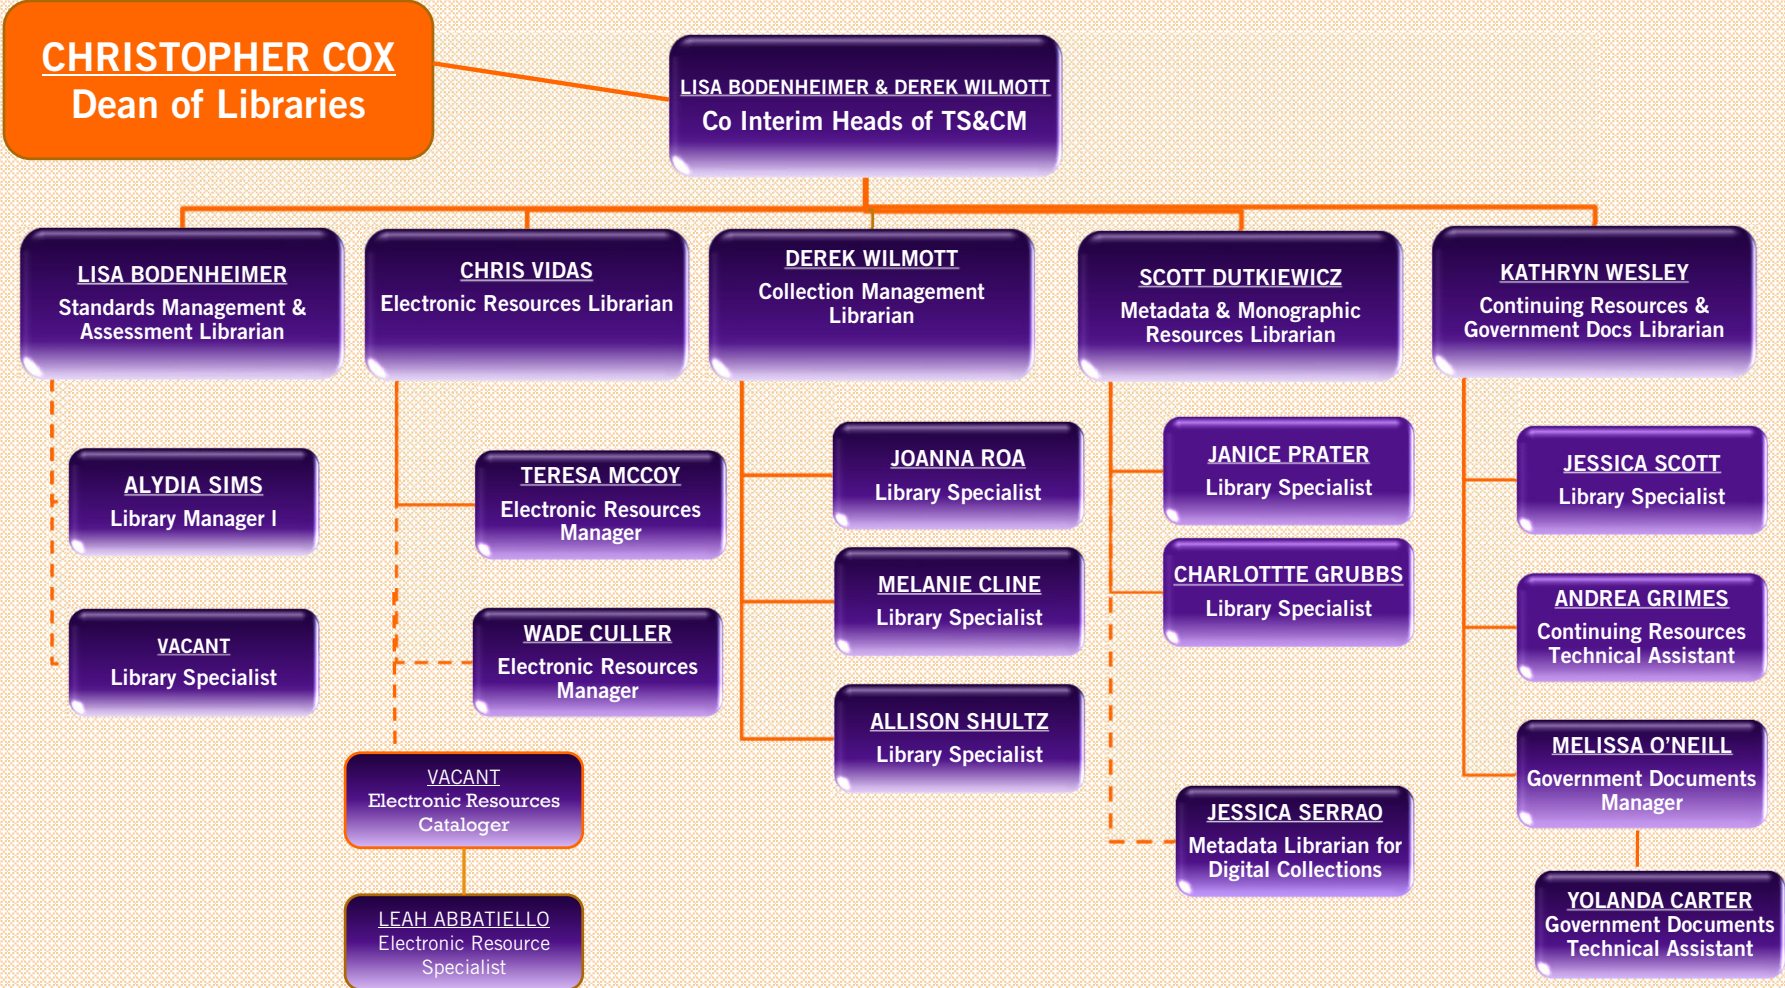 CHRISTOPHER COX
Dean of Libraries
LISA BODENHEIMER & DEREK WILMOTT
Co Interim Heads of TS&CM
LISA BODENHEIMER
Standards Management &
Assessment Librarian
CHRIS VIDAS
Electronic Resources Librarian
DEREK WILMOTT
Collection Management
Librarian
SCOTT DUTKIEWICZ
Metadata & Monographic
Resources Librarian
KATHRYN WESLEY
Continuing Resources &
Government Docs Librarian
ALYDIA SIMS
Library Manager I
VACANT
Library Specialist
TERESA MCCOY
Electronic Resources
Manager
WADE CULLER
Electronic Resources
Manager
VACANT
Electronic Resources
Cataloger
LEAH ABBATIELLO
Electronic Resource
Specialist
JOANNA ROA
Library Specialist
MELANIE CLINE
Library Specialist
ALLISON SHULTZ
Library Specialist
JANICE PRATER
Library Specialist
CHARLOTTTE GRUBBS
Library Specialist
JESSICA SERRAO
Metadata Librarian for
Digital Collections
JESSICA SCOTT
Library Specialist
ANDREA GRIMES
Continuing Resources
Technical Assistant
MELISSA O'NEILL
Government Documents
Manager
YOLANDA CARTER
Government Documents
Technical Assistant